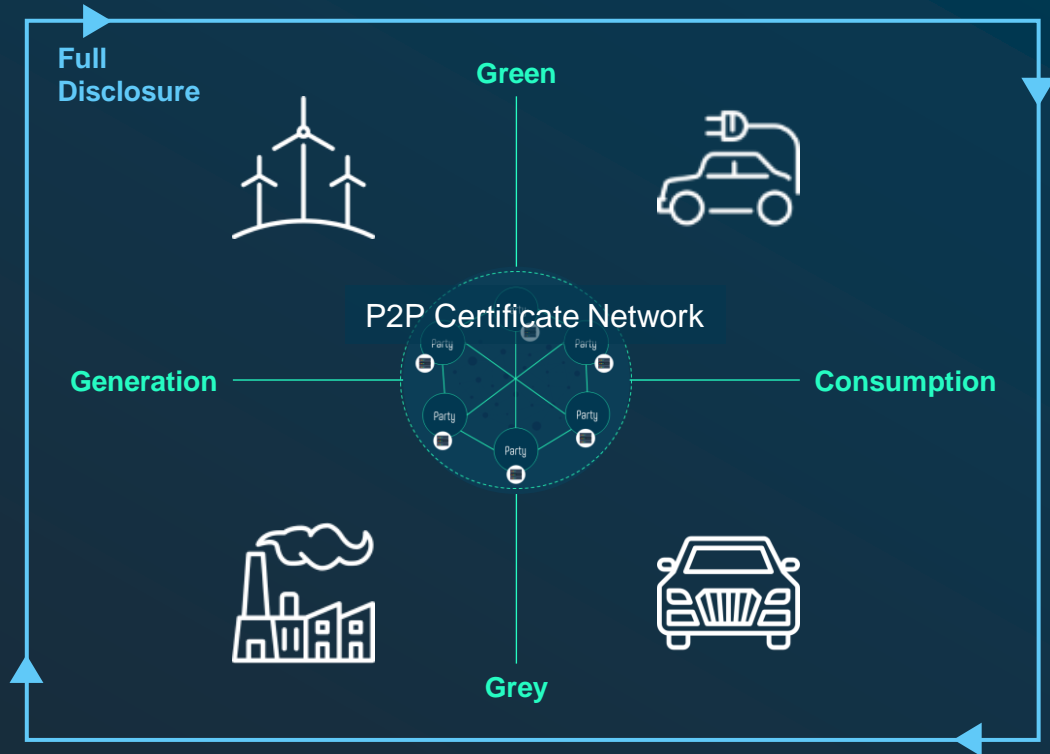 Full
Disclosure
Green
P2P Certificate Network
Party
Party
Generation
Consumption
Party
Party
Party
Grey